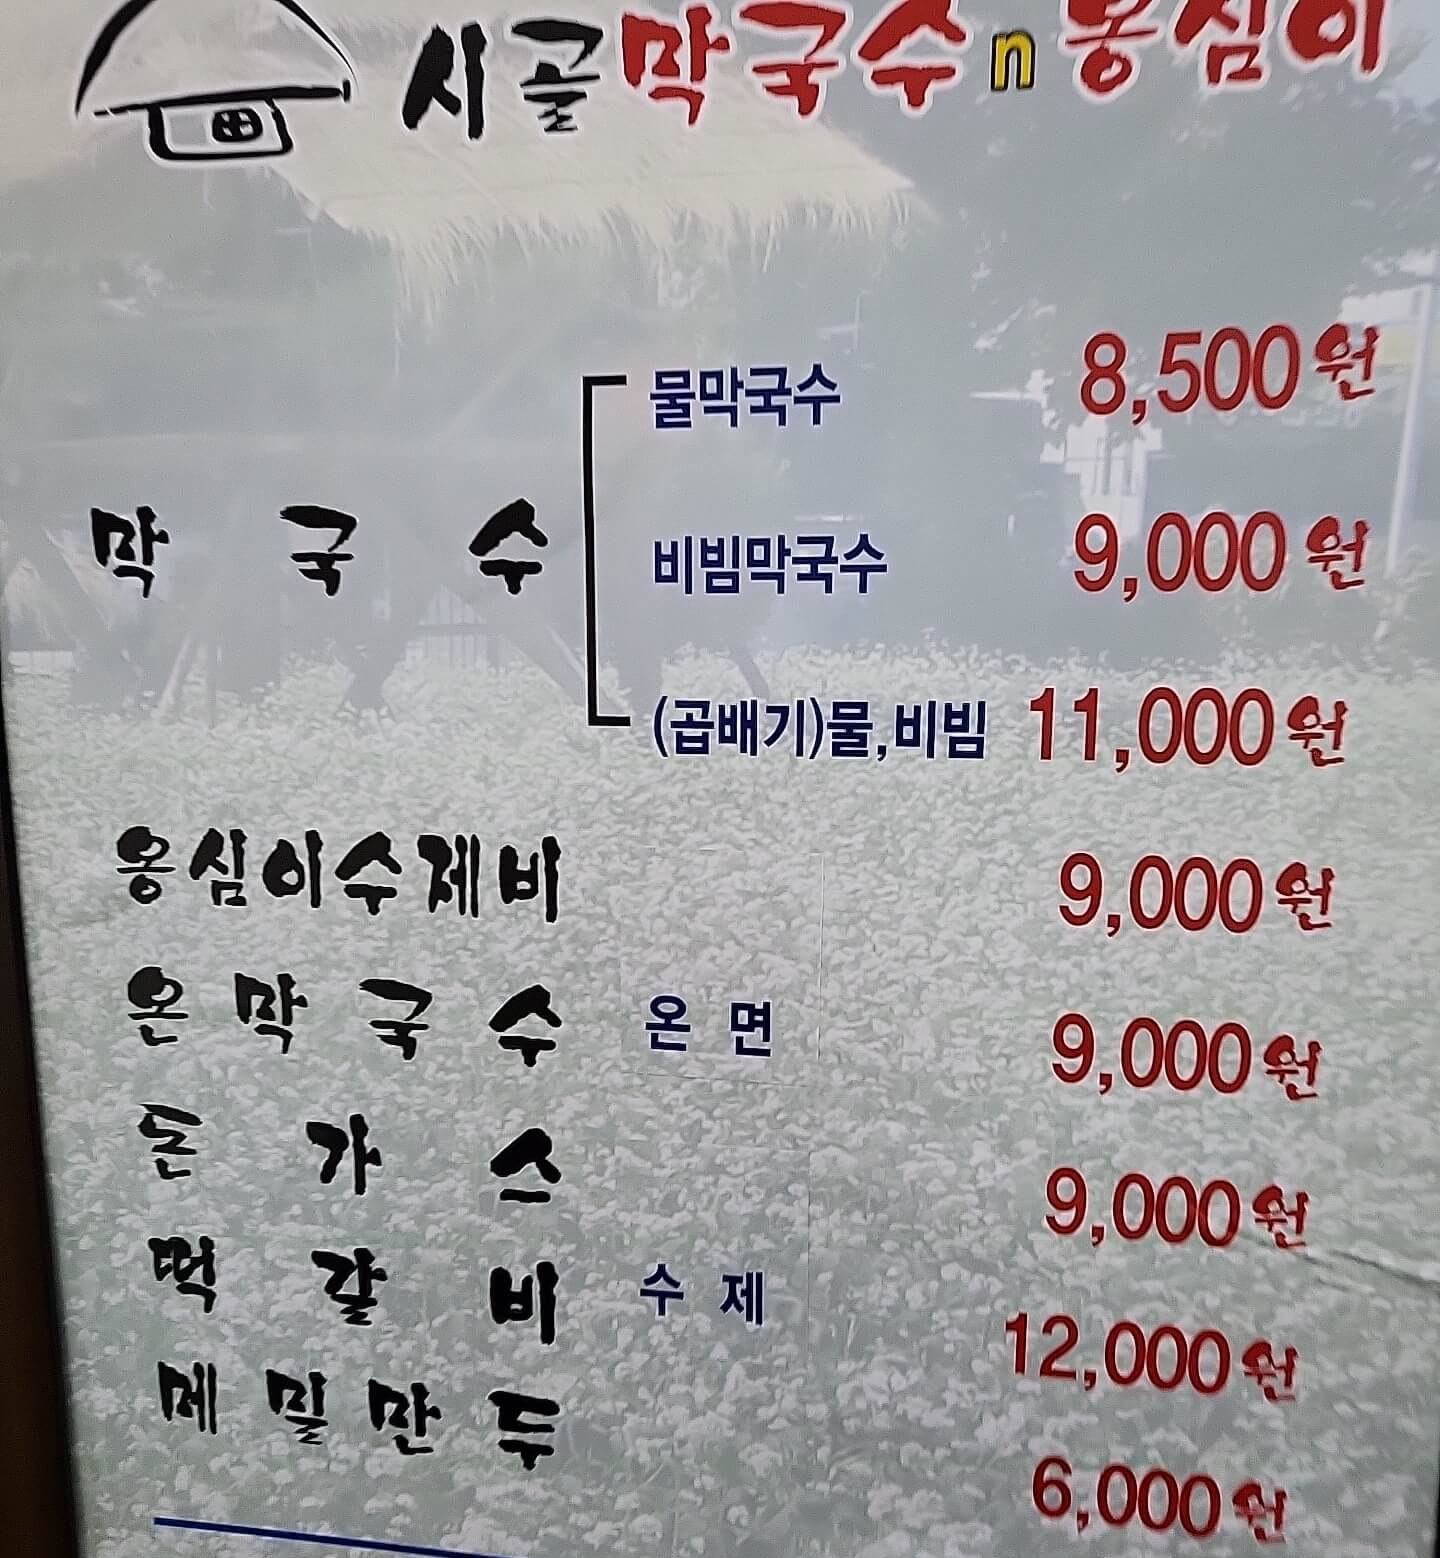 시골막국수n옹심이
물막국수 8,500원
막국수 비빔막국수 9,000원
(곱배기)물,비빔 11,000원
옹심이수제비 9,000원
온막국수 온면 9,000원
돈가스 9,000원
떡갈비 수제 12,000원
메밀만두 6,000원